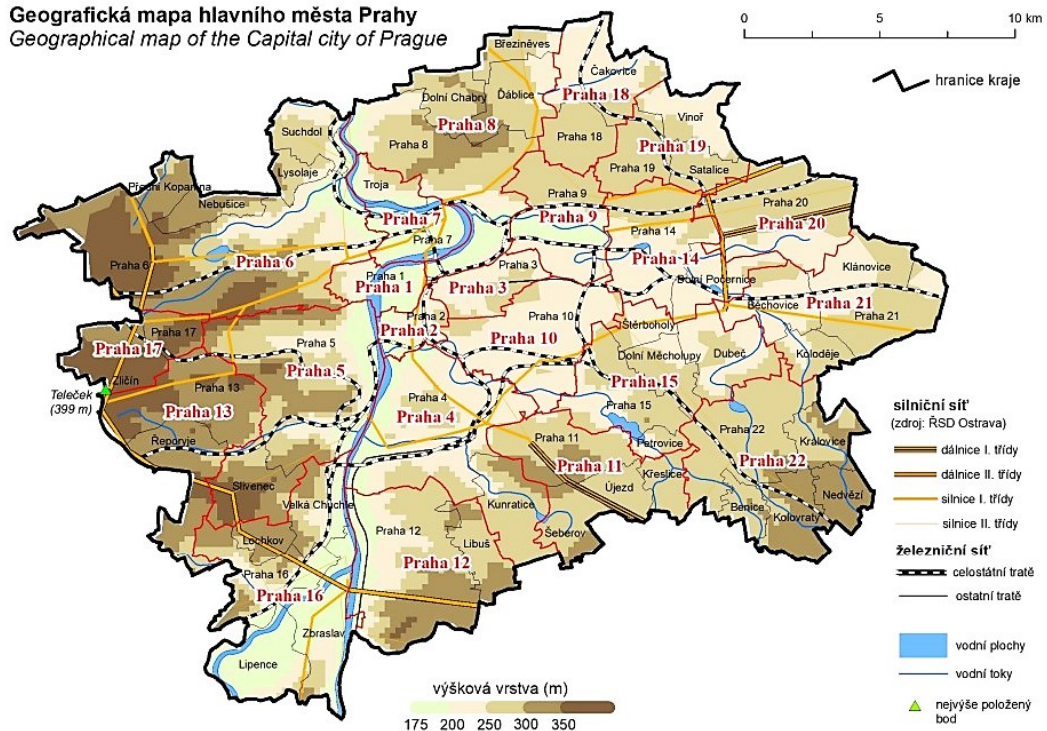 Geografická mapa hlavního města Prahy
Geographical map of the Capital city of Prague
0 5 10 km
hranice kraje
Březiněves
Čakovice
Ďáblice
Dolní Chabry
Praha 18
Praha 8
Vinoř
Suchdol
Praha 8
Praha 18
Praha 19
Lysolaje
Praha 19
Satalice
Přední Kopanina
Troja
Nebušice
Praha 9
Praha 20
Praha 7
Praha 9
Praha 20
Praha 7
Praha 14
Praha 6
Praha 6
Praha 14
Klánovice
Praha 1
Praha 3
Dolní Počernice
Praha 1
Praha 3
Běchovice
Praha 21
Praha 2
Praha 10
Praha 21
Praha 17
Praha 2
Štěrboholy
Praha 5
Praha 10
Praha 17
Dolní Měcholupy
Dubeč
Koloděje
Praha 5
Zličín
Praha 15
Praha 13
Teleček
(399 m)
Praha 4
Praha 13
Praha 4
Praha 15
Praha 22
Řeporyje
Praha 11
Petrovice
Královice
Praha 11
Křeslice
Praha 22
Slivenec
Újezd
Nedvězí
Velká Chuchle
Kunratice
Benice
Kolovraty
Praha 12
Šeberov
Lochkov
Libuš
Praha 12
Praha 16
Praha 16
Zbraslav
Lipence
silniční síť
(zdroj: ŘSD Ostrava)
dálnice I. třídy
dálnice II. třídy
silnice I. třídy
silnice II. třídy
železniční síť
celostátní tratě
ostatní tratě
vodní plochy
vodní toky
nejvýše položený
bod
výšková vrstva (m)
175 200 250 300 350